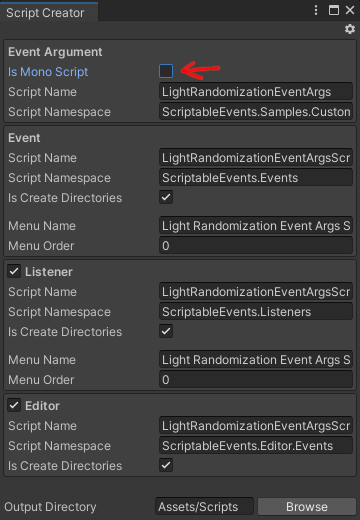 Script Creator
Event Argument
Is Mono Script
Script Name LightRandomizationEventArgs
Script Namespace ScriptableEvents.Samples.Custon
Event
Script Name LightRandomizationEventArgsScr
Script Namespace ScriptableEvents.Events
Is Create Directories
Menu Name Light Randomization Event Args S
Menu Order 0
Listener
Script Name LightRandomizationEventArgsScr
Script Namespace ScriptableEvents.Listeners
Is Create Directories
Menu Name Light Randomization Event Args S
Menu Order 0
Editor
Script Name LightRandomizationEventArgsScr
Script Namespace ScriptableEvents.Editor.Events
Is Create Directories
Output Directory Assets/Scripts Browse